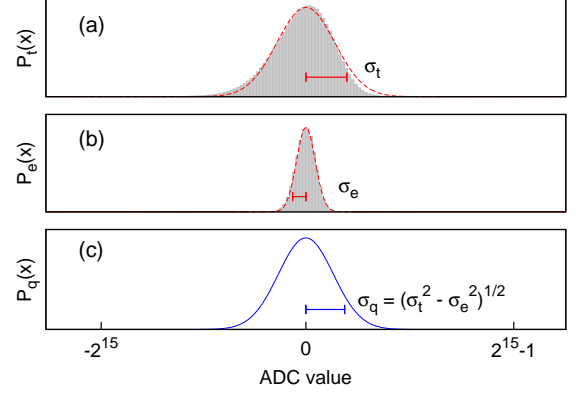 (a)
P_t(x)
σ_t
(b)
P_e(x)
σ_e
(c)
P_q(x)
σ_q = (σ_t^2 - σ_e^2)^{1/2}
-2^{15} 0 2^{15}-1
ADC value